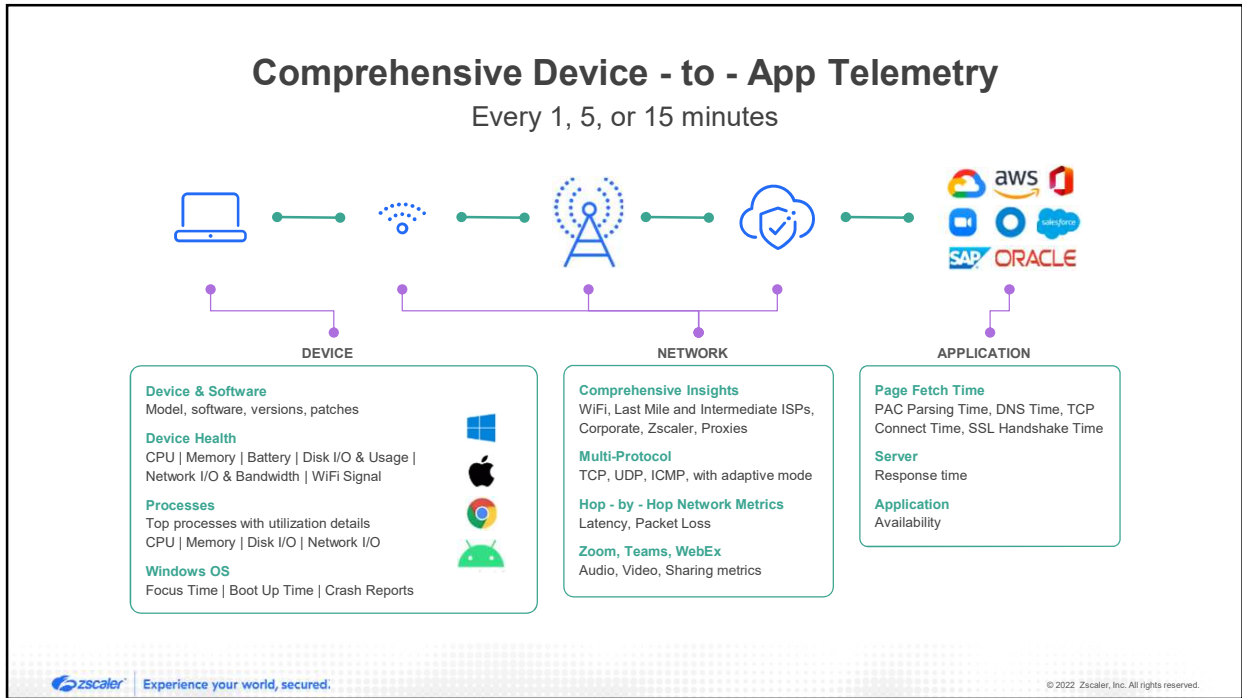 Comprehensive Device - to - App Telemetry
Every 1, 5, or 15 minutes
aws
salesforce
SAP
ORACLE
DEVICE
Device & Software
Model, software, versions, patches
Device Health
CPU | Memory | Battery | Disk I/O & Usage |
Network I/O & Bandwidth | WiFi Signal
Processes
Top processes with utilization details
CPU | Memory | Disk I/O | Network I/O
Windows OS
Focus Time | Boot Up Time | Crash Reports
NETWORK
Comprehensive Insights
WiFi, Last Mile and Intermediate ISPs,
Corporate, Zscaler, Proxies
Multi-Protocol
TCP, UDP, ICMP, with adaptive mode
Hop - by - Hop Network Metrics
Latency, Packet Loss
Zoom, Teams, WebEx
Audio, Video, Sharing metrics
APPLICATION
Page Fetch Time
PAC Parsing Time, DNS Time, TCP
Connect Time, SSL Handshake Time
Server
Response time
Application
Availability
zscaler
Experience your world, secured.
© 2022 Zscaler, Inc. All rights reserved.